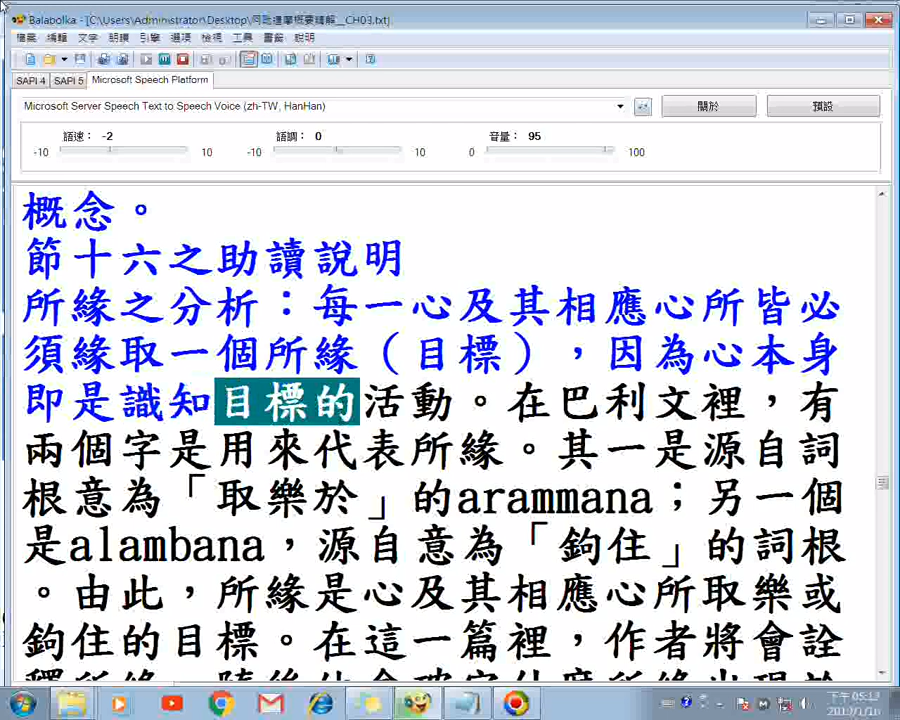 Balabolka - [C:\Users\Administrator\Desktop\阿毗達摩概要精解__CH03.txt]
檔案 編輯 文字 朗讀 引擎 選項 檢視 工具 書籤 說明
SAPI 4 SAPI 5 Microsoft Speech Platform
Microsoft Server Speech Text to Speech Voice (zh-TW, HanHan)
關於 預設
語速： -2 語調： 0 音量： 95
-10 10 -10 10 0 100
概念。
節十六之助讀說明
所緣之分析：每一心及其相應心所皆必
須緣取一個所緣（目標），因為心本身
即是識知目標的活動。在巴利文裡，有
兩個字是用來代表所緣。其一是源自詞
根意為「取樂於」的arammana；另一個
是alambana，源自意為「鉤住」的詞根
。由此，所緣是心及其相應心所取樂或
鉤住的目標。在這一篇裡，作者將會詮
下午 05:12